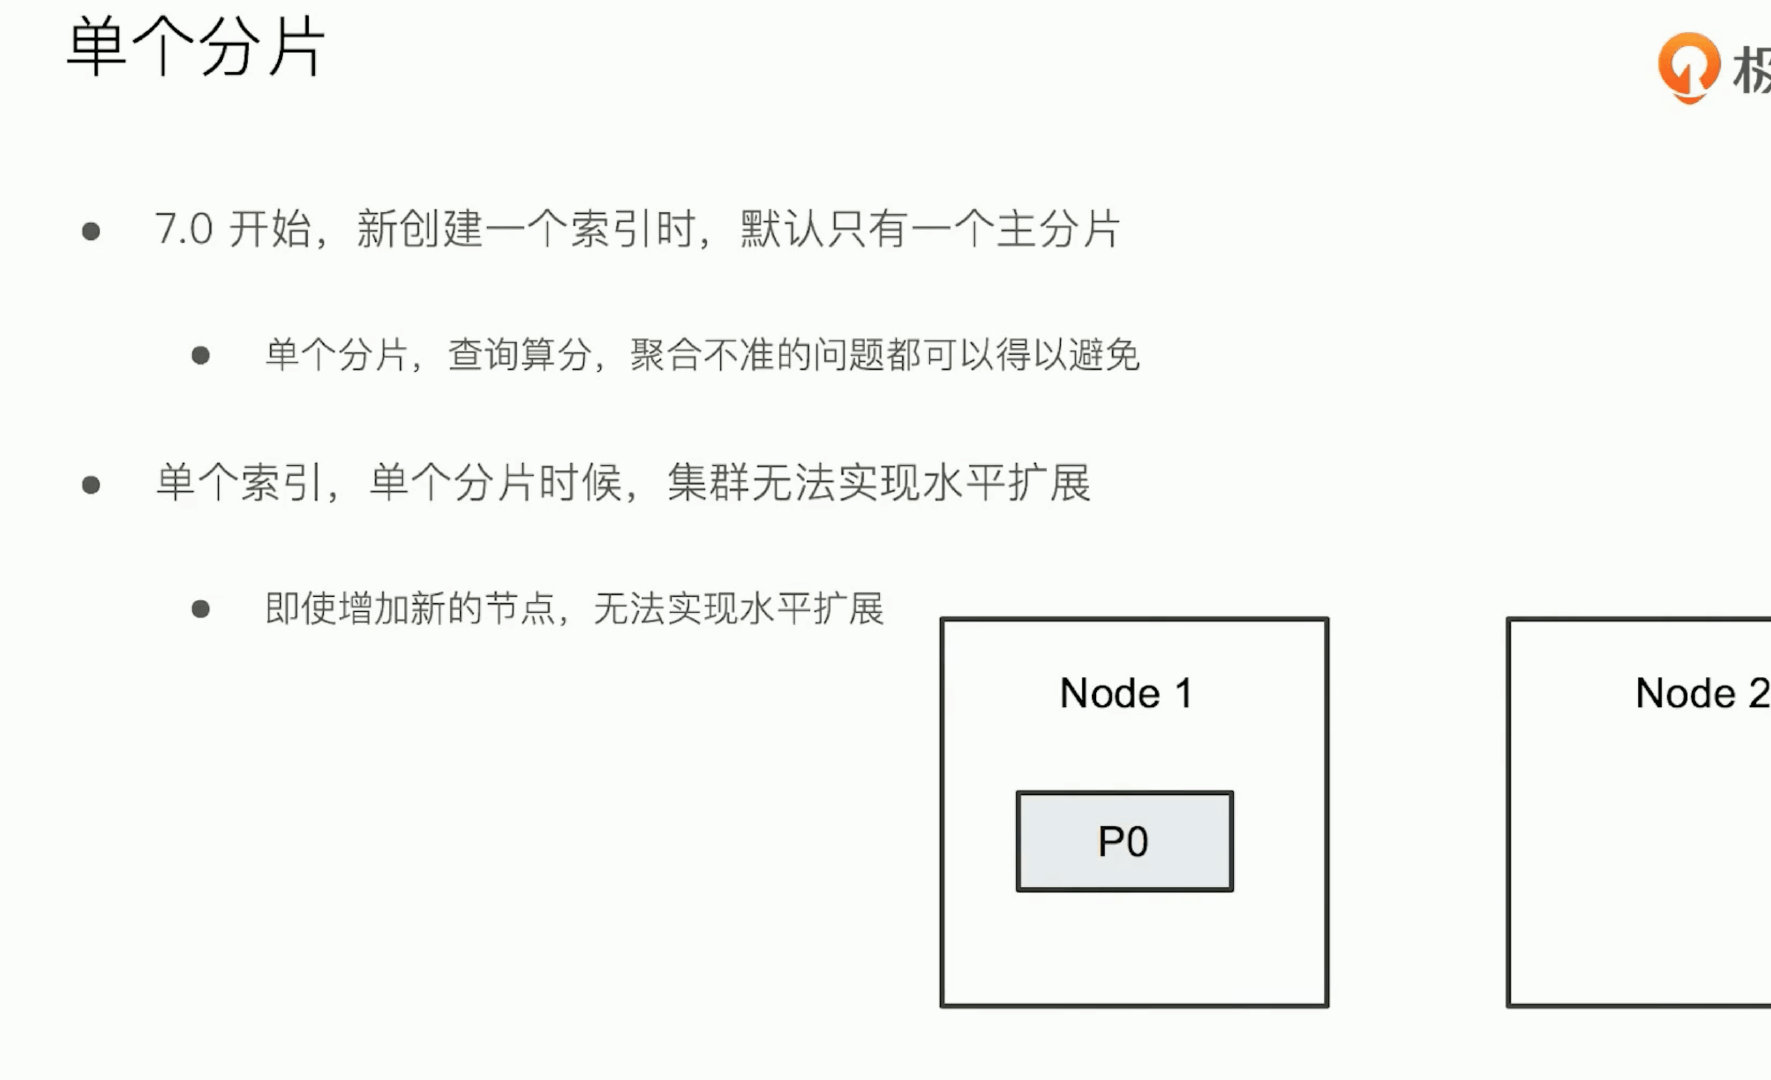 单个分片
极
7.0 开始，新创建一个索引时，默认只有一个主分片
单个分片，查询算分，聚合不准的问题都可以得以避免
单个索引，单个分片时候，集群无法实现水平扩展
即使增加新的节点，无法实现水平扩展
Node 1
Node 2
P0